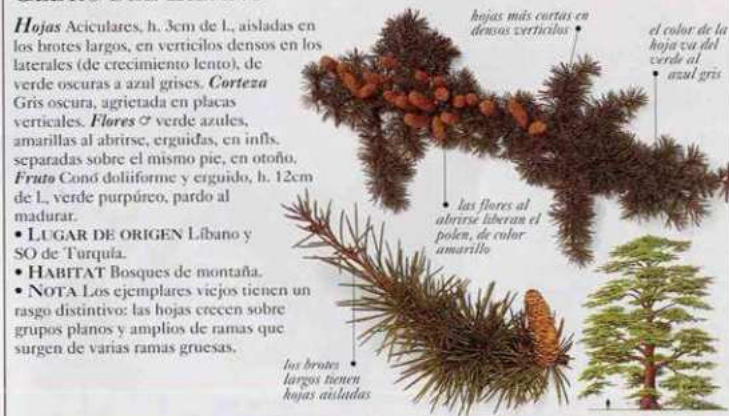 Hojas Aciculares, h. 3cm de l., aisladas en
los brotes largos, en verticilos densos en los
laterales (de crecimiento lento), de
verde oscuras a azul grises. Corteza
Gris oscura, agrietada en placas
verticales. Flores ♂ verde azules,
amarillas al abrirse, erguidas, en infls.
separadas sobre el mismo pie, en otoño.
Fruto Cono doliiforme y erguido, h. 12cm
de l., verde purpúreo, pardo al
madurar.
• LUGAR DE ORIGEN Líbano y
SO de Turquía.
• HABITAT Bosques de montaña.
• NOTA Los ejemplares viejos tienen un
rasgo distintivo: las hojas crecen sobre
grupos planos y amplios de ramas que
surgen de varias ramas gruesas.
hojas más cortas en
densos verticilos
el color de la
hoja va del
verde al
azul gris
las flores al
abrirse liberan el
polen, de color
amarillo
los brotes
largos tienen
hojas aisladas